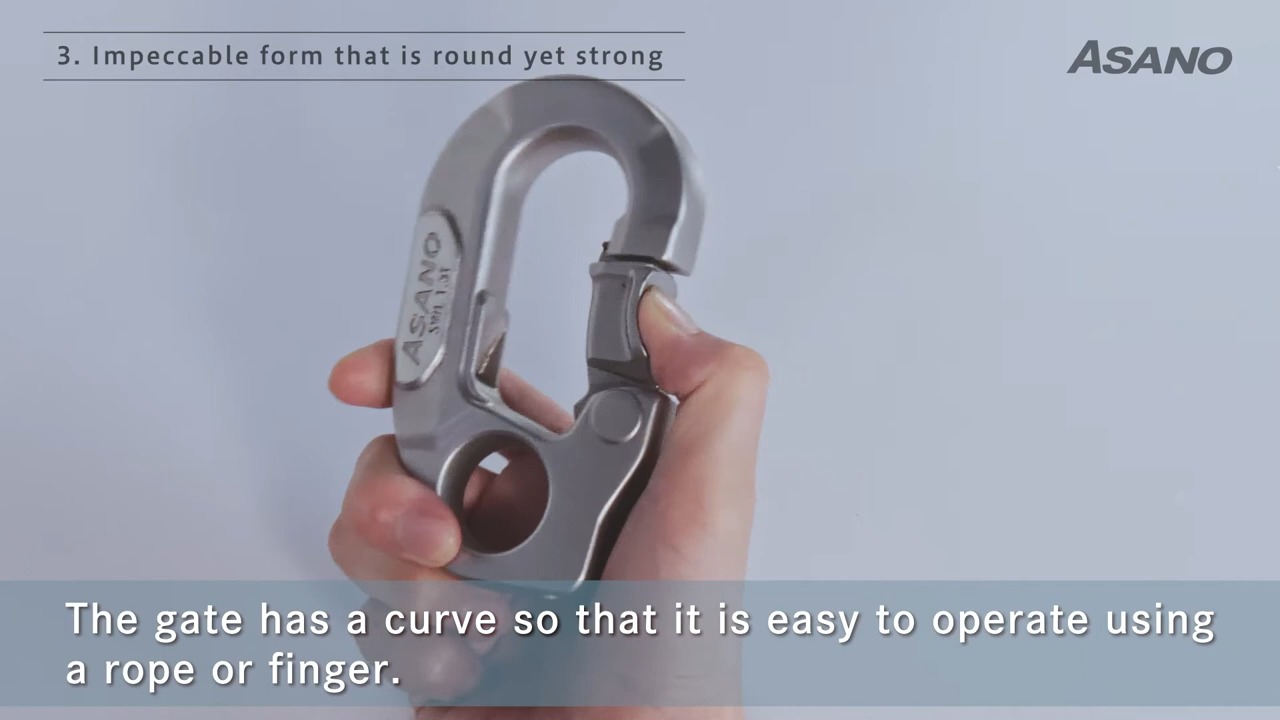 3. Impeccable form that is round yet strong
ASANO
ASANO
The gate has a curve so that it is easy to operate using
a rope or finger.